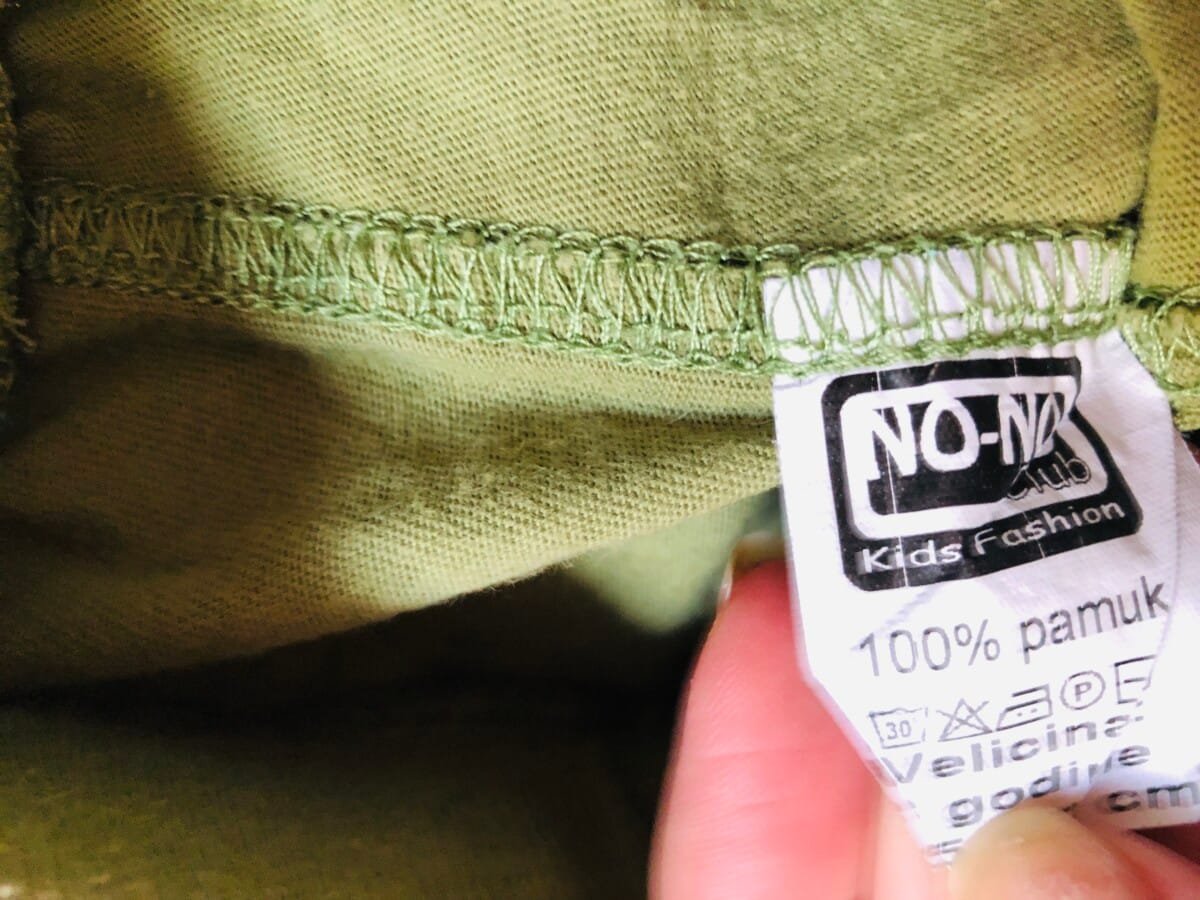 NO-NO
Club
Kids Fashion
100% pamuk
30 P
Velicina:
godine
cm